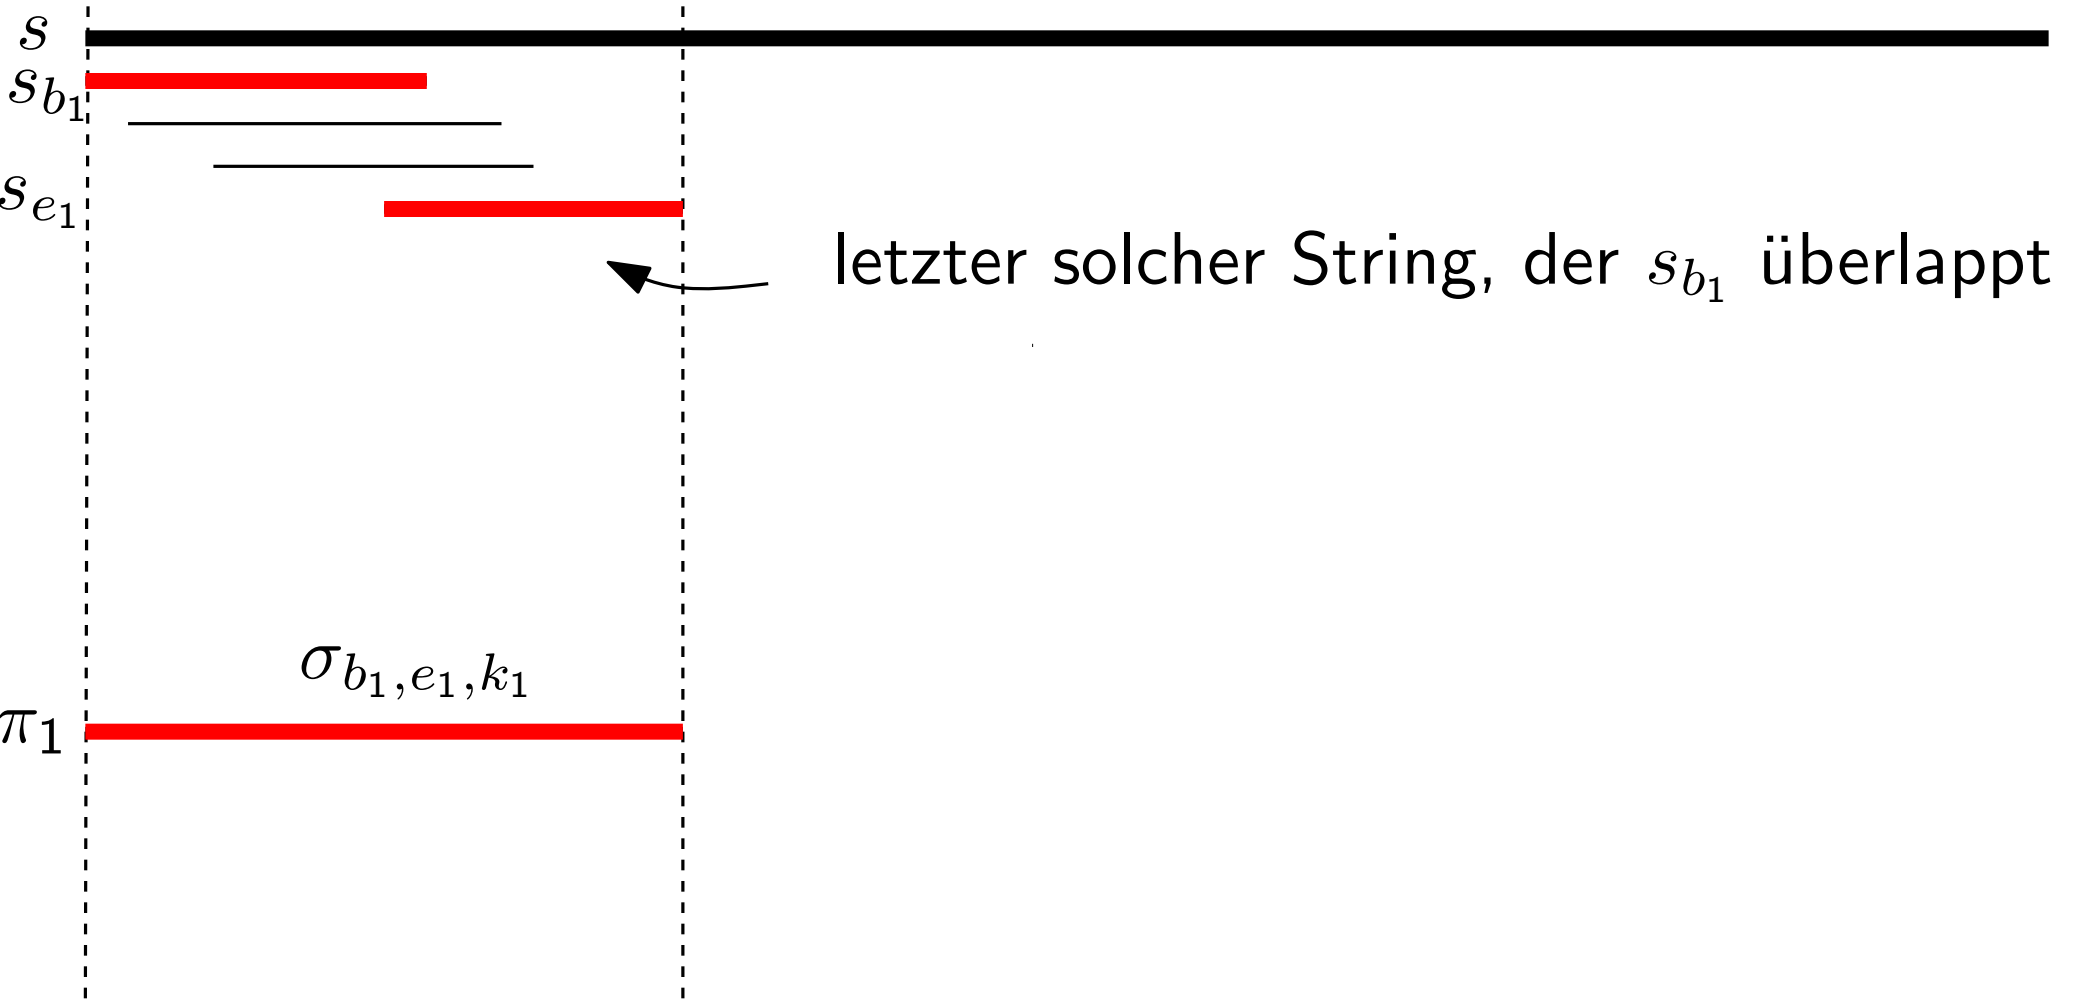 s
s_{b_1}
s_{e_1}
letzter solcher String, der s_{b_1} überlappt
σ_{b_1,e_1,k_1}
π_1